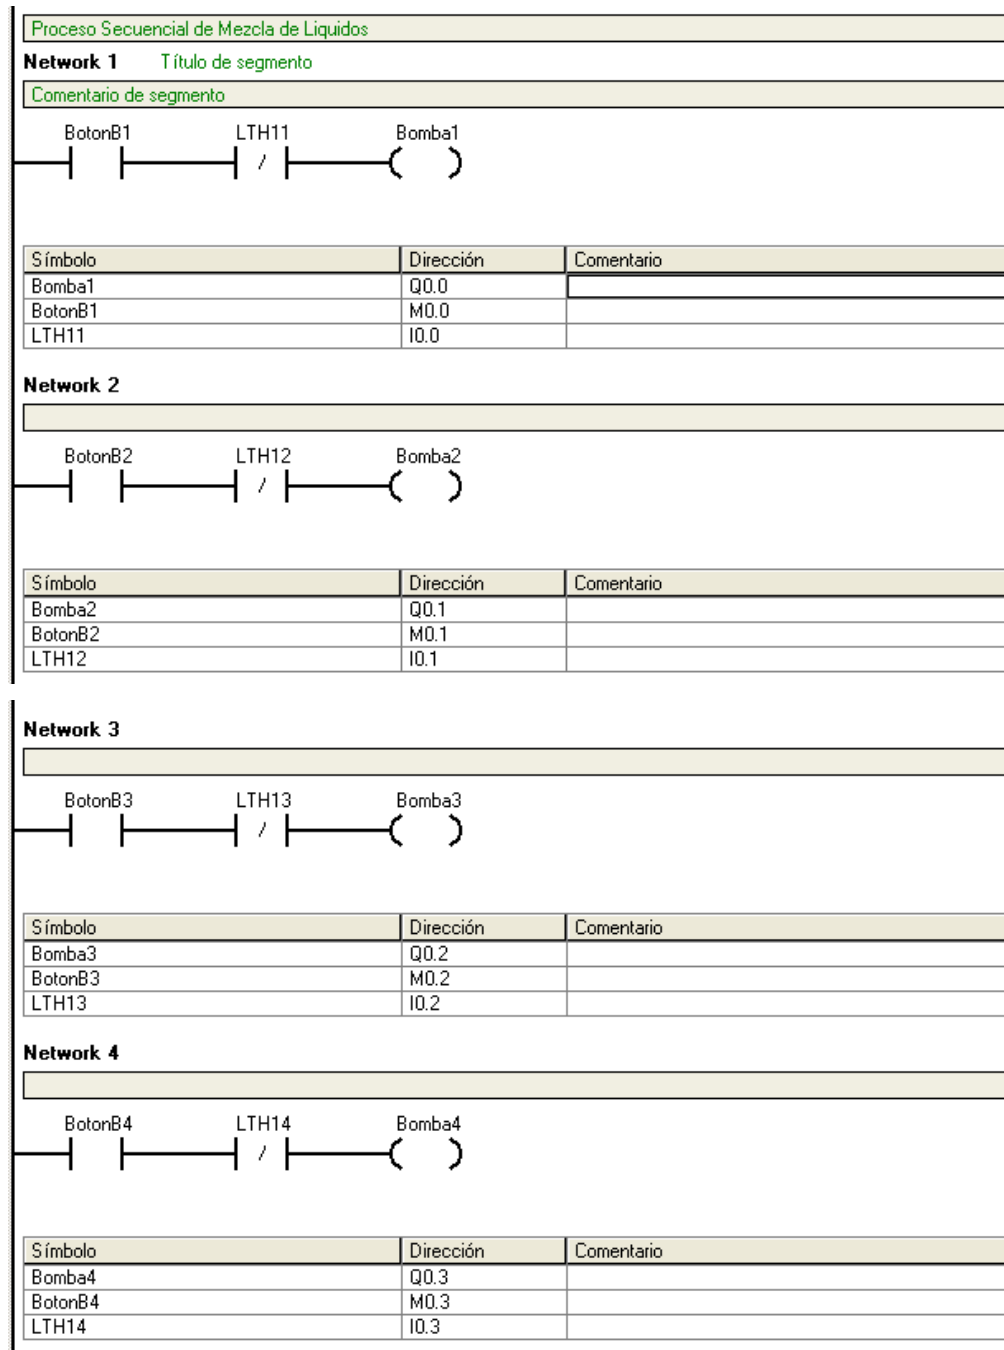 Proceso Secuencial de Mezcla de Liquidos
Network 1 Título de segmento
Comentario de segmento
BotonB1 LTH11 Bomba1
/
Símbolo Dirección Comentario
Bomba1 Q0.0
BotonB1 M0.0
LTH11 I0.0
Network 2
BotonB2 LTH12 Bomba2
/
Símbolo Dirección Comentario
Bomba2 Q0.1
BotonB2 M0.1
LTH12 I0.1
Network 3
BotonB3 LTH13 Bomba3
/
Símbolo Dirección Comentario
Bomba3 Q0.2
BotonB3 M0.2
LTH13 I0.2
Network 4
BotonB4 LTH14 Bomba4
/
Símbolo Dirección Comentario
Bomba4 Q0.3
BotonB4 M0.3
LTH14 I0.3